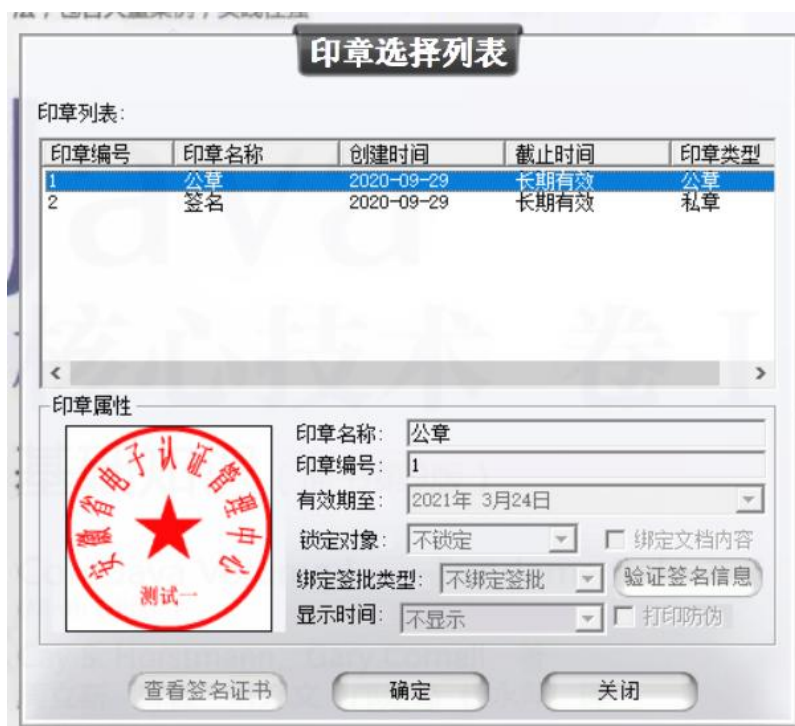 印章选择列表
印章列表:
印章编号 印章名称 创建时间 截止时间 印章类型
1 公章 2020-09-29 长期有效 公章
2 签名 2020-09-29 长期有效 私章
Java
核心技术 卷 I
印章属性
安徽省电子认证管理中心
测试一
印章名称: 公章
印章编号: 1
有效期至: 2021年 3月24日
锁定对象: 不锁定 绑定文档内容
绑定签批类型: 不绑定签批 验证签名信息
显示时间: 不显示 打印防伪
查看签名证书 确定 关闭